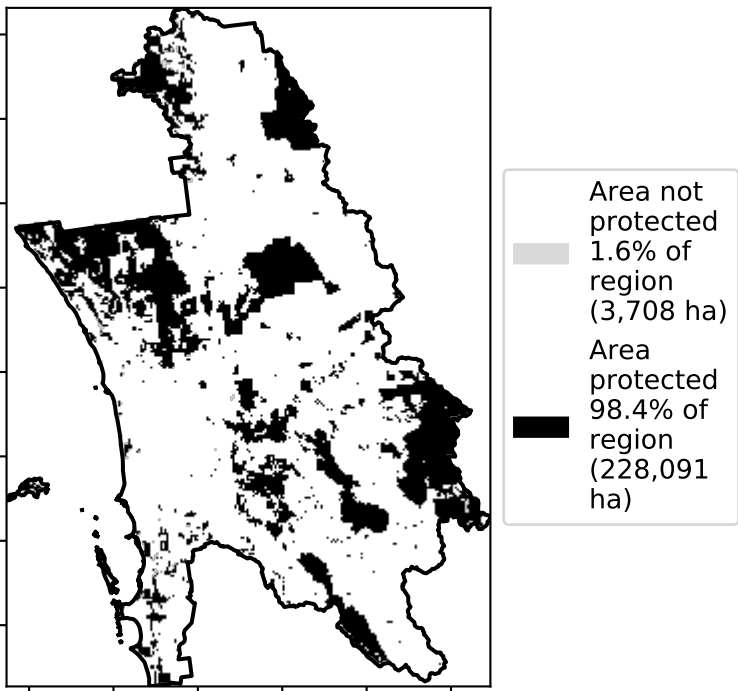 Area not
protected
1.6% of
region
(3,708 ha)
Area
protected
98.4% of
region
(228,091
ha)